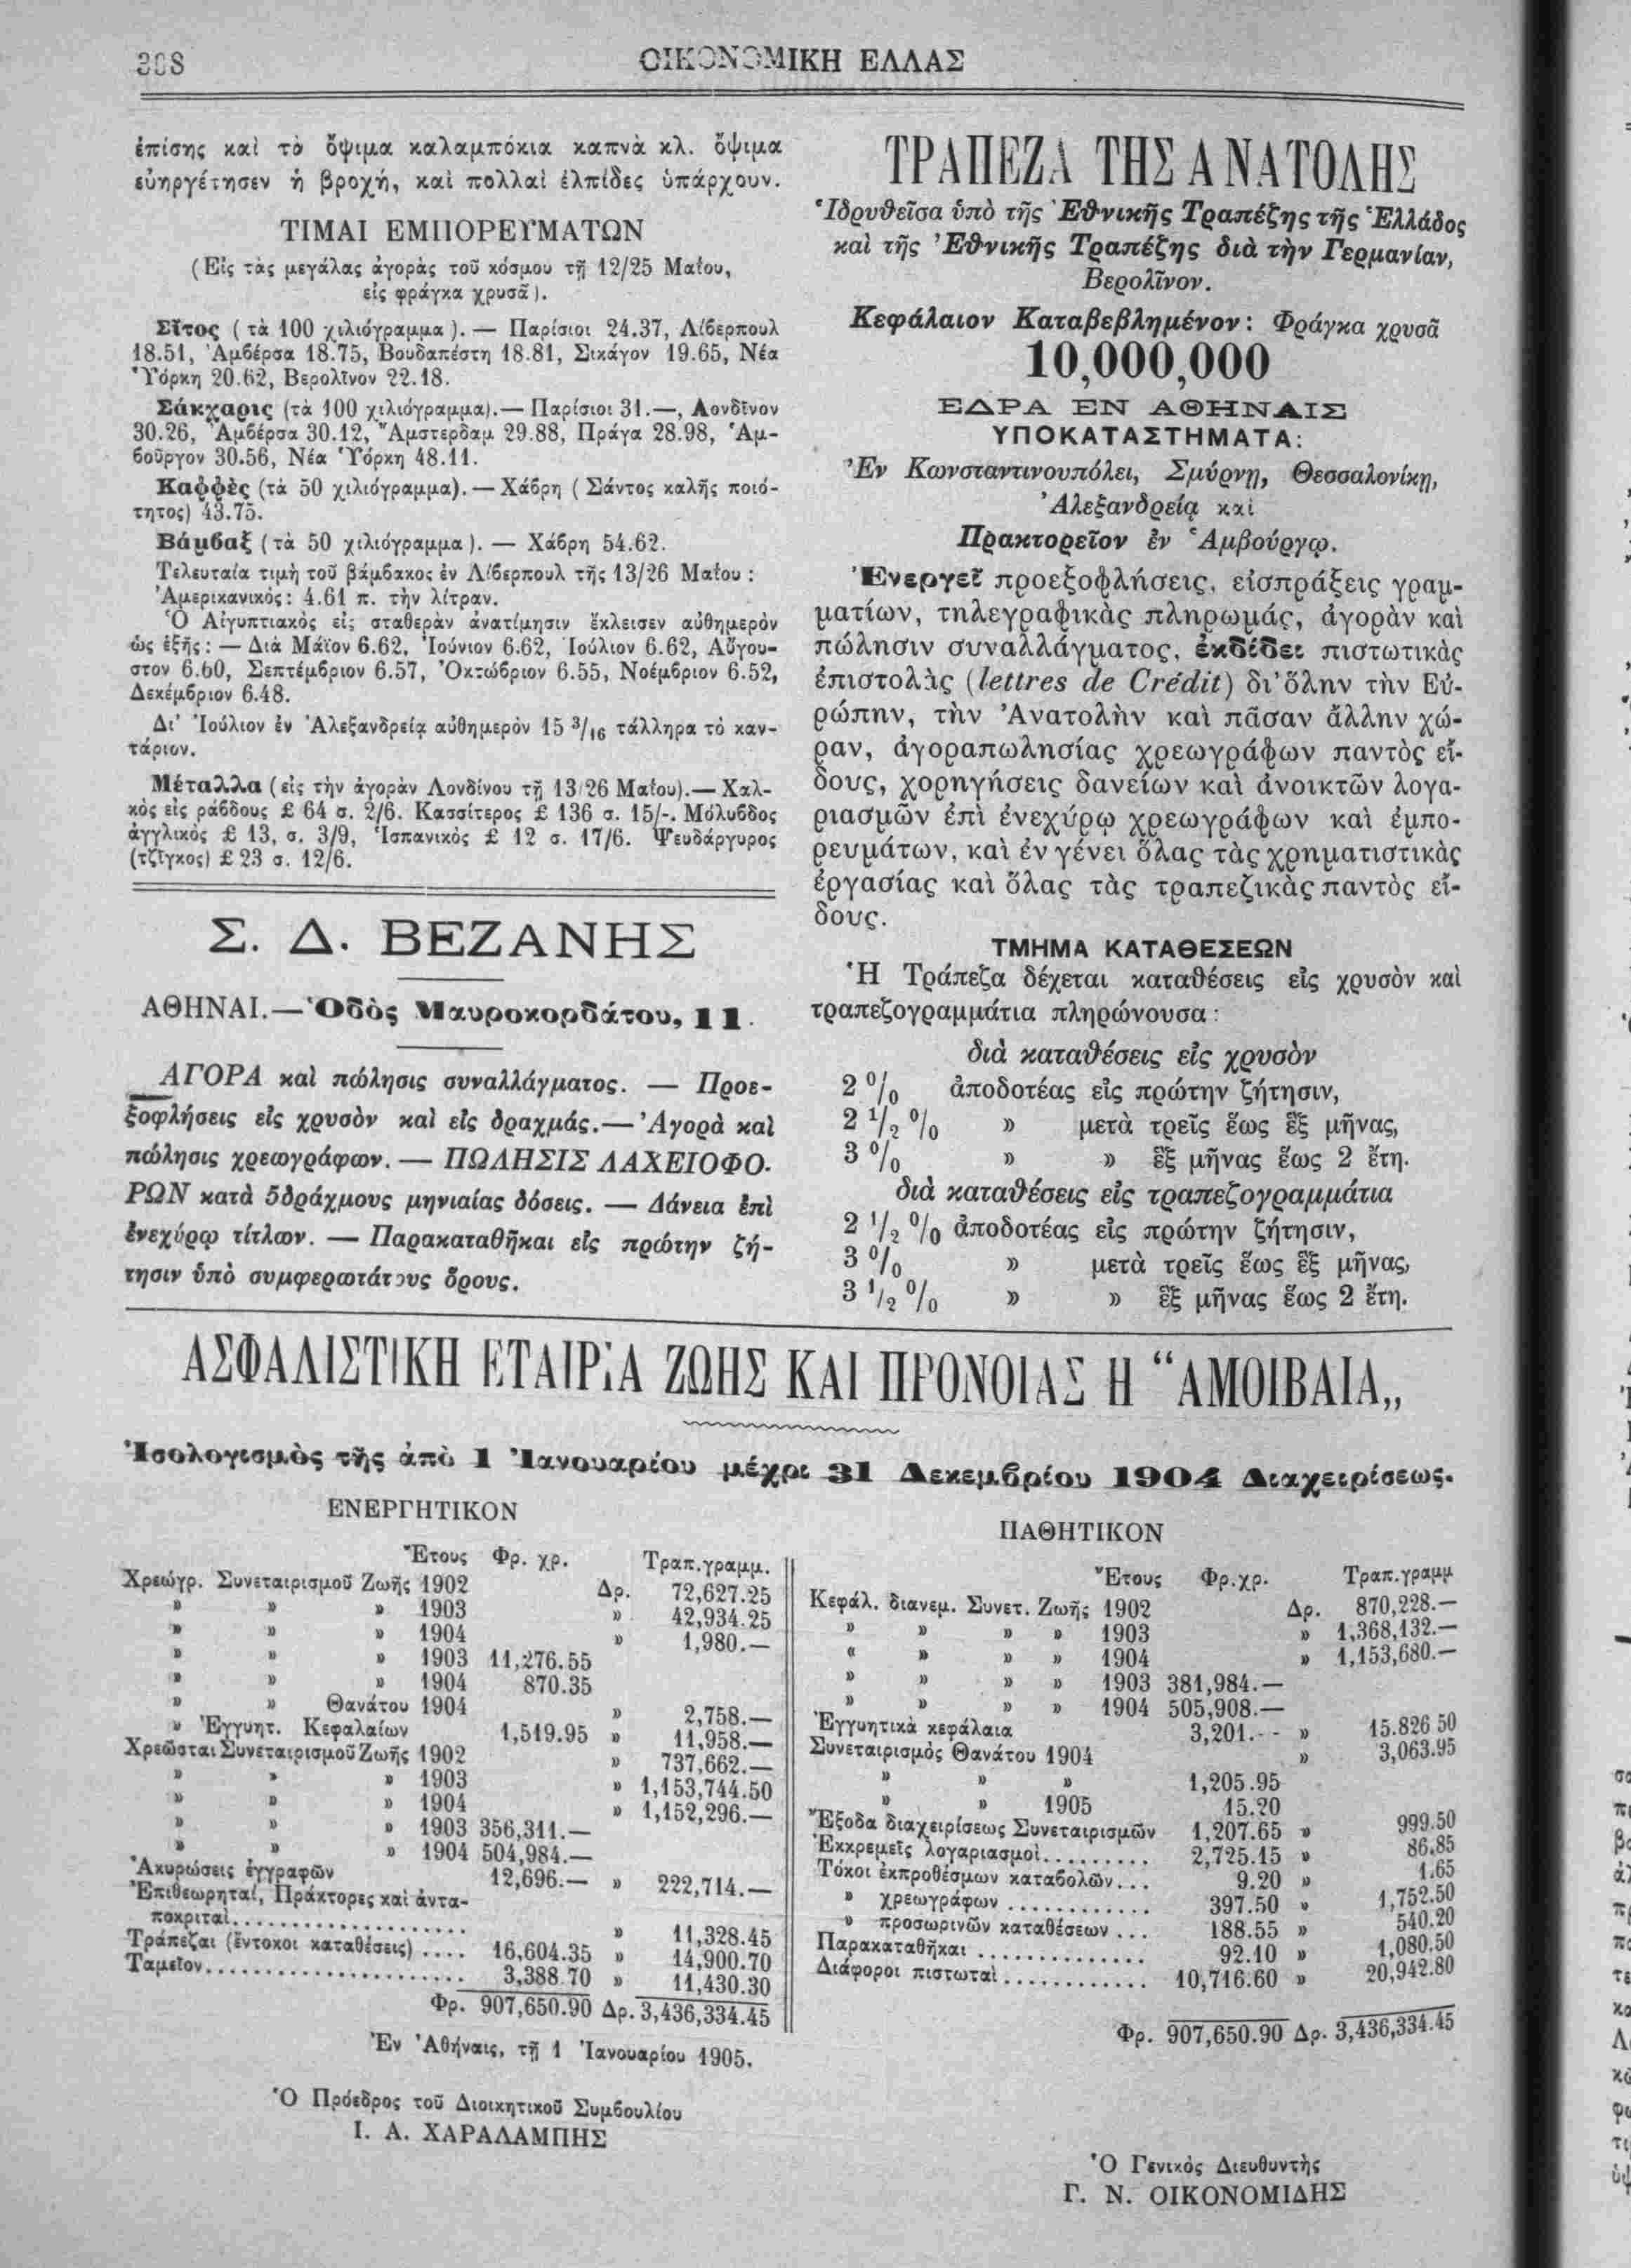 308
ΟΙΚΟΝΟΜΙΚΗ ΕΛΛΑΣ
ἐπίσης καὶ τὸ ὄψιμα καλαμπόκια καπνὰ κλ. ὄψιμα
εὐηργέτησεν ἡ βροχή, καὶ πολλαὶ ἐλπίδες ὑπάρχουν.
ΤΙΜΑΙ ΕΜΠΟΡΕΥΜΑΤΩΝ
(Εἰς τὰς μεγάλας ἀγορὰς τοῦ κόσμου τῇ 12/25 Μαΐου,
εἰς φράγκα χρυσᾶ).
Σῖτος (τὰ 100 χιλιόγραμμα). — Παρίσιοι 24.37, Λίβερπουλ
18.51, Ἀμβέρσα 18.75, Βουδαπέστη 18.81, Σικάγον 19.65, Νέα
Ὑόρκη 20.62, Βερολῖνον 22.18.
Σάκχαρις (τὰ 100 χιλιόγραμμα).— Παρίσιοι 31.—, Λονδῖνον
30.26, Ἀμβέρσα 30.12, Ἄμστερδαμ 29.88, Πράγα 28.98, Ἁμ-
βοῦργον 30.56, Νέα Ὑόρκη 48.11.
Καφφὲς (τὰ 50 χιλιόγραμμα). — Χάβρη (Σάντος καλῆς ποιό-
τητος) 43.75.
Βάμβαξ (τὰ 50 χιλιόγραμμα). — Χάβρη 54.62.
Τελευταία τιμὴ τοῦ βάμβακος ἐν Λίβερπουλ τῆς 13/26 Μαΐου :
Ἀμερικανικός: 4.61 π. τὴν λίτραν.
Ὁ Αἰγυπτιακὸς εἰς σταθερὰν ἀνατίμησιν ἔκλεισεν αὐθημερὸν
ὡς ἑξῆς: — Διὰ Μάϊον 6.62, Ἰούνιον 6.62, Ἰούλιον 6.62, Αὔγου-
στον 6.60, Σεπτέμβριον 6.57, Ὀκτώβριον 6.55, Νοέμβριον 6.52,
Δεκέμβριον 6.48.
Δι' Ἰούλιον ἐν Ἀλεξανδρείᾳ αὐθημερὸν 15 3/16 τάλληρα τὸ καν-
τάριον.
Μέταλλα (εἰς τὴν ἀγορὰν Λονδίνου τῇ 13/26 Μαΐου).— Χαλ-
κὸς εἰς ράβδους £ 64 σ. 2/6. Κασσίτερος £ 136 σ. 15/-. Μόλυβδος
ἀγγλικὸς £ 13, σ. 3/9, Ἱσπανικὸς £ 12 σ. 17/6. Ψευδάργυρος
(τζῖγκος) £ 23 σ. 12/6.
Σ. Δ. ΒΕΖΑΝΗΣ
ΑΘΗΝΑΙ.— Ὁδὸς Μαυροκορδάτου, 11.
ΑΓΟΡΑ καὶ πώλησις συναλλάγματος. — Προε-
ξοφλήσεις εἰς χρυσὸν καὶ εἰς δραχμάς.— Ἀγορὰ καὶ
πώλησις χρεωγράφων. — ΠΩΛΗΣΙΣ ΛΑΧΕΙΟΦΟ-
ΡΩΝ κατὰ 5δράχμους μηνιαίας δόσεις. — Δάνεια ἐπὶ
ἐνεχύρῳ τίτλων. — Παρακαταθῆκαι εἰς πρώτην ζή-
τησιν ὑπὸ συμφερωτάτους ὅρους.
ΤΡΑΠΕΖΑ ΤΗΣ ΑΝΑΤΟΛΗΣ
Ἱδρυθεῖσα ὑπὸ τῆς Ἐθνικῆς Τραπέζης τῆς Ἑλλάδος
καὶ τῆς Ἐθνικῆς Τραπέζης διὰ τὴν Γερμανίαν,
Βερολῖνον.
Κεφάλαιον Καταβεβλημένον: Φράγκα χρυσᾶ
10,000,000
ΕΔΡΑ ΕΝ ΑΘΗΝΑΙΣ
ΥΠΟΚΑΤΑΣΤΗΜΑΤΑ:
Ἐν Κωνσταντινουπόλει, Σμύρνῃ, Θεσσαλονίκῃ,
Ἀλεξανδρείᾳ καὶ
Πρακτορεῖον ἐν Ἁμβούργῳ.
Ἐνεργεῖ προεξοφλήσεις, εἰσπράξεις γραμ-
ματίων, τηλεγραφικὰς πληρωμάς, ἀγορὰν καὶ
πώλησιν συναλλάγματος, ἐκδίδει πιστωτικὰς
ἐπιστολὰς (lettres de Crédit) δι' ὅλην τὴν Εὐ-
ρώπην, τὴν Ἀνατολὴν καὶ πᾶσαν ἄλλην χώ-
ραν, ἀγοραπωλησίας χρεωγράφων παντὸς εἴ-
δους, χορηγήσεις δανείων καὶ ἀνοικτῶν λογα-
ριασμῶν ἐπὶ ἐνεχύρῳ χρεωγράφων καὶ ἐμπο-
ρευμάτων, καὶ ἐν γένει ὅλας τὰς χρηματιστικὰς
ἐργασίας καὶ ὅλας τὰς τραπεζικὰς παντὸς εἴ-
δους.
ΤΜΗΜΑ ΚΑΤΑΘΕΣΕΩΝ
Ἡ Τράπεζα δέχεται καταθέσεις εἰς χρυσὸν καὶ
τραπεζογραμμάτια πληρώνουσα:
διὰ καταθέσεις εἰς χρυσὸν
2 % ἀποδοτέας εἰς πρώτην ζήτησιν,
2 1/2 % » μετὰ τρεῖς ἕως ἓξ μῆνας,
3 % » » ἓξ μῆνας ἕως 2 ἔτη.
διὰ καταθέσεις εἰς τραπεζογραμμάτια
2 1/2 % ἀποδοτέας εἰς πρώτην ζήτησιν,
3 % » μετὰ τρεῖς ἕως ἓξ μῆνας,
3 1/2 % » » ἓξ μῆνας ἕως 2 ἔτη.
ΑΣΦΑΛΙΣΤΙΚΗ ΕΤΑΙΡΙΑ ΖΩΗΣ ΚΑΙ ΠΡΟΝΟΙΑΣ Η “ΑΜΟΙΒΑΙΑ„
Ἰσολογισμὸς τῆς ἀπὸ 1 Ἰανουαρίου μέχρι 31 Δεκεμβρίου 1904 Διαχειρίσεως.
ΕΝΕΡΓΗΤΙΚΟΝ
Ἔτους Φρ. χρ. Τραπ.γραμμ.
Χρεώγρ. Συνεταιρισμοῦ Ζωῆς 1902 Δρ. 72,627.25
» » » 1903 » 42,934.25
» » » 1904 » 1,980.—
» » » 1903 11,276.55
» » » 1904 870.35
» » Θανάτου 1904 » 2,758.—
» Ἐγγυητ. Κεφαλαίων 1,519.95 » 11,958.—
Χρεῶσται Συνεταιρισμοῦ Ζωῆς 1902 » 737,662.—
» » » 1903 » 1,153,744.50
» » » 1904 » 1,152,296.—
» » » 1903 356,311.—
» » » 1904 504,984.—
Ἀκυρώσεις ἐγγραφῶν 12,696.— » 222,714.—
Ἐπιθεωρηταί, Πράκτορες καὶ ἀντα-
ποκριταὶ.................... » 11,328.45
Τράπεζαι (ἔντοκοι καταθέσεις).... 16,604.35 » 14,900.70
Ταμεῖον...................... 3,388 70 » 11,430.30
Φρ. 907,650.90 Δρ. 3,436,334.45
Ἐν Ἀθήναις, τῇ 1 Ἰανουαρίου 1905.
Ὁ Πρόεδρος τοῦ Διοικητικοῦ Συμβουλίου
Ι. Α. ΧΑΡΑΛΑΜΠΗΣ
ΠΑΘΗΤΙΚΟΝ
Ἔτους Φρ.χρ. Τραπ.γραμμ
Κεφάλ. διανεμ. Συνετ. Ζωῆς 1902 Δρ. 870,228.—
» » » » 1903 » 1,368,132.—
« » » » 1904 » 1,153,680.—
» » » » 1903 381,984.—
» » » » 1904 505,908.—
Ἐγγυητικὰ κεφάλαια 3,201.-- » 15.826 50
Συνεταιρισμὸς Θανάτου 1904 » 3,063.95
» » » 1,205.95
» » 1905 15.20
Ἔξοδα διαχειρίσεως Συνεταιρισμῶν 1,207.65 » 999.50
Ἐκκρεμεῖς λογαριασμοὶ......... 2,725.15 » 86.85
Τόκοι ἐκπροθέσμων καταβολῶν... 9.20 » 1.65
» χρεωγράφων ............ 397.50 » 1,752.50
» προσωρινῶν καταθέσεων ... 188.55 » 540.20
Παρακαταθῆκαι .............. 92.10 » 1,080.50
Διάφοροι πιστωταὶ............ 10,716.60 » 20,942.80
Φρ. 907,650.90 Δρ. 3,436,334.45
Ὁ Γενικὸς Διευθυντὴς
Γ. Ν. ΟΙΚΟΝΟΜΙΔΗΣ